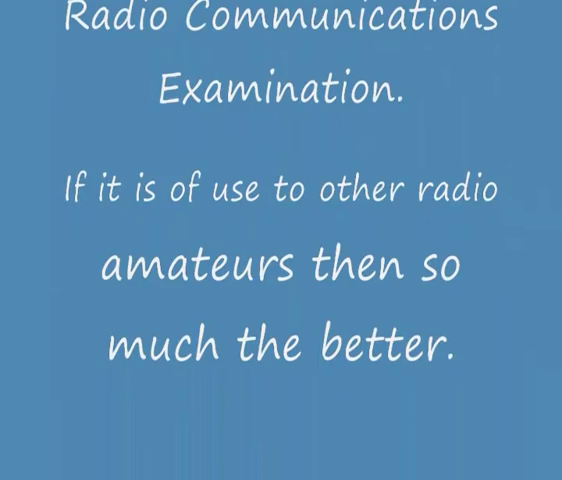 Radio Communications
Examination.
If it is of use to other radio
amateurs then so
much the better.